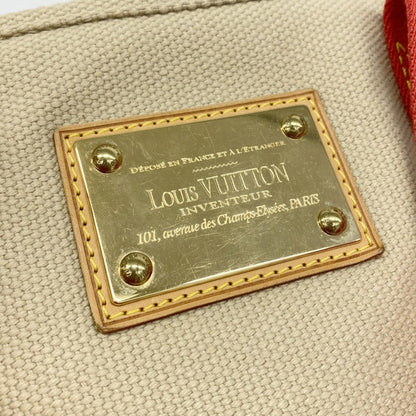 DÉPOSÉ EN FRANCE ET À L'ÉTRANGER
LOUIS VUITTON
INVENTEUR
101, avenue des Champs-Elysées, PARIS